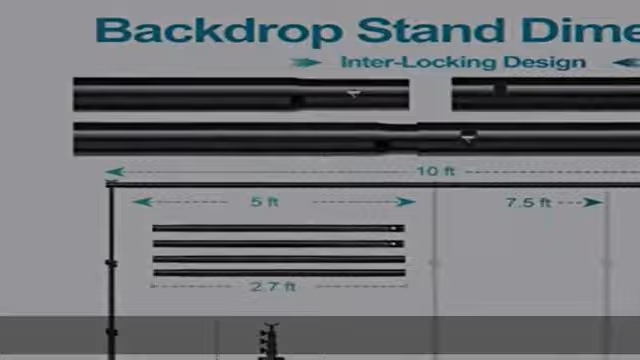 Backdrop Stand Dime
Inter-Locking Design
10 ft
5 ft
7.5 ft
2.7 ft